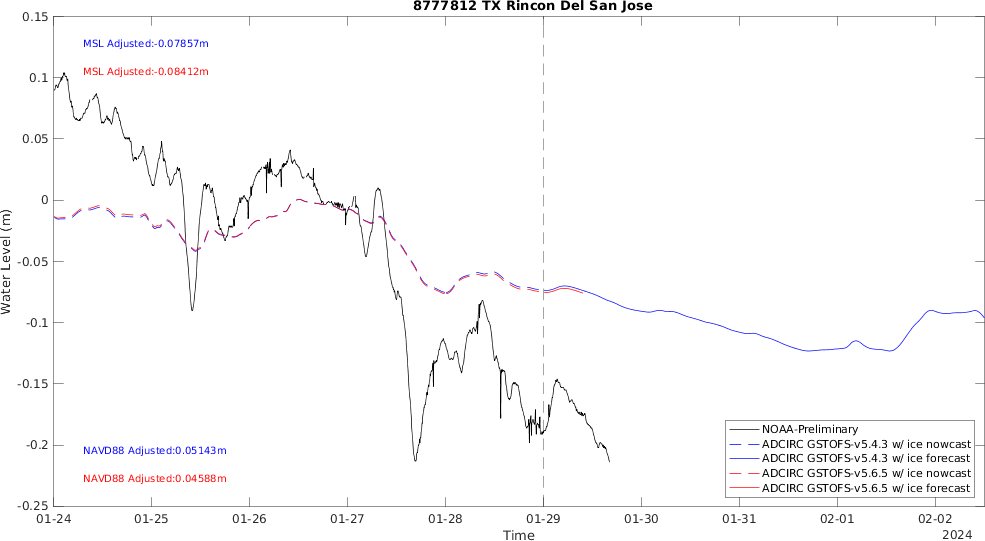 8777812 TX Rincon Del San Jose
MSL Adjusted:-0.07857m
MSL Adjusted:-0.08412m
NAVD88 Adjusted:0.05143m
NAVD88 Adjusted:0.04588m
Water Level (m)
0.15
0.1
0.05
0
-0.05
-0.1
-0.15
-0.2
-0.25
NOAA-Preliminary
ADCIRC GSTOFS-v5.4.3 w/ ice nowcast
ADCIRC GSTOFS-v5.4.3 w/ ice forecast
ADCIRC GSTOFS-v5.6.5 w/ ice nowcast
ADCIRC GSTOFS-v5.6.5 w/ ice forecast
01-24 01-25 01-26 01-27 01-28 01-29 01-30 01-31 02-01 02-02
Time
2024